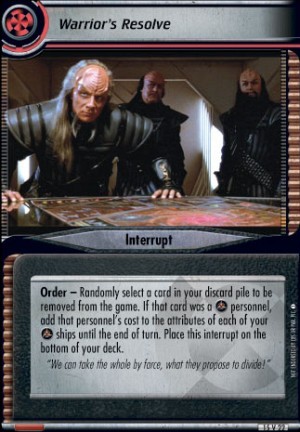 Warrior's Resolve
Interrupt
Order – Randomly select a card in your discard pile to
be removed from the game. If that card was a personnel,
add that personnel's cost to the attributes of each of your
ships until the end of turn. Place this interrupt on the
bottom of your deck.
"We can take the whole by force, what they propose to divide!"